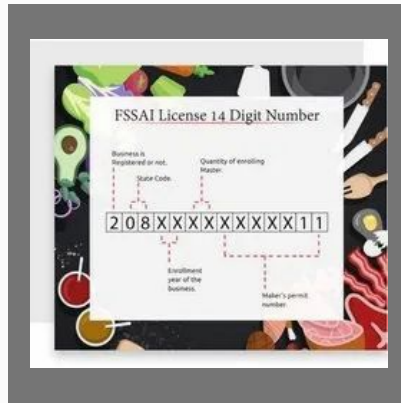 FSSAI License 14 Digit Number
Business is
Registered or not.
State Code.
Quantity of enrolling
Master.
208XXXXXXXXX11
Enrollment
year of the
business.
Maker's permit
number.